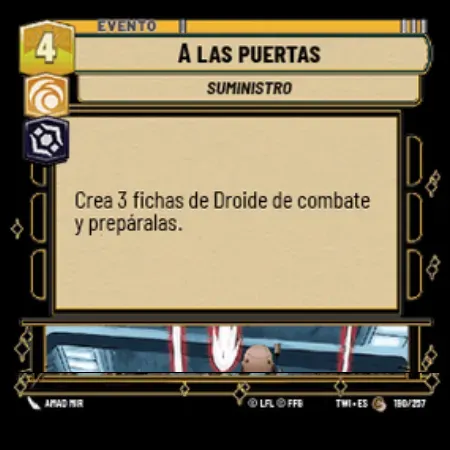 EVENTO
4
A LAS PUERTAS
SUMINISTRO
Crea 3 fichas de Droide de combate
y prepáralas.
AMAD MIR
© LFL © FFG
TWI • ES
190/257